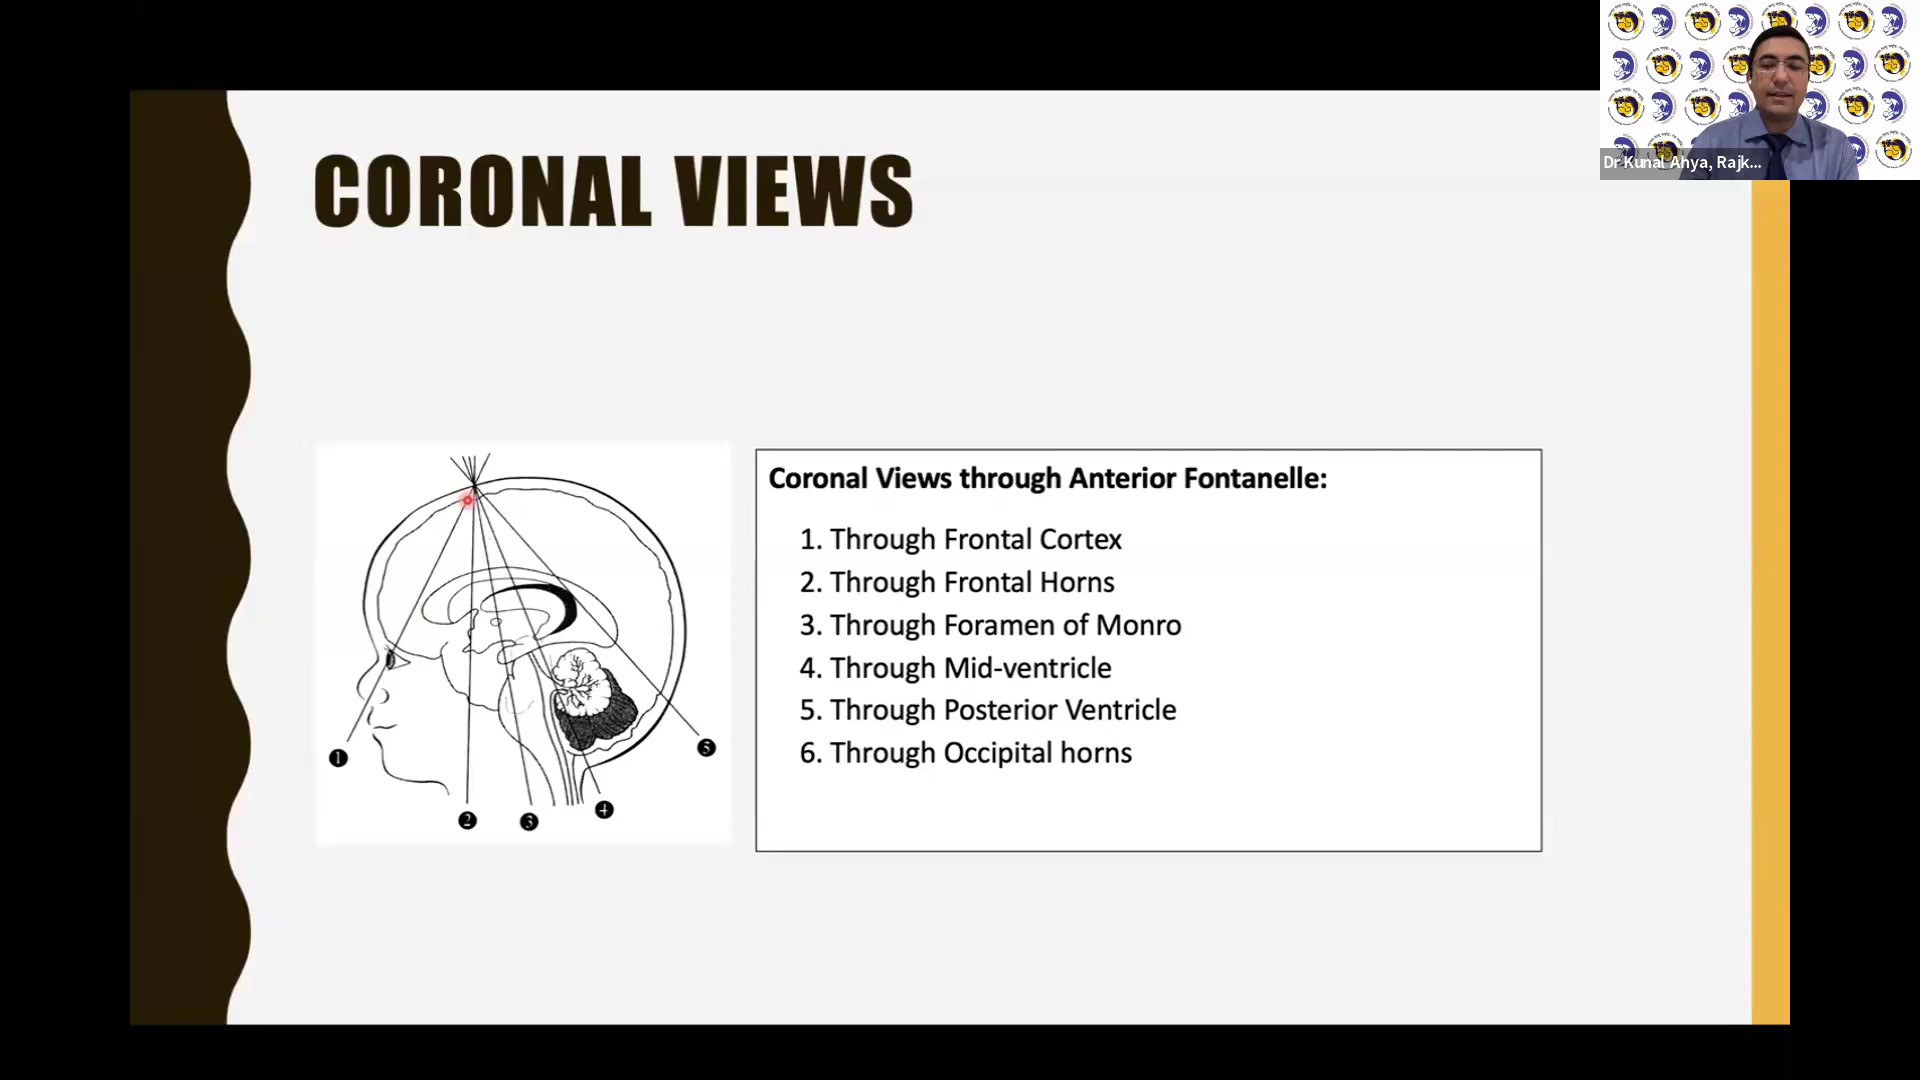 Dr Kunal Ahya, Rajk...
CORONAL VIEWS
Coronal Views through Anterior Fontanelle:
1. Through Frontal Cortex
2. Through Frontal Horns
3. Through Foramen of Monro
4. Through Mid-ventricle
5. Through Posterior Ventricle
6. Through Occipital horns
1
2
3
4
5